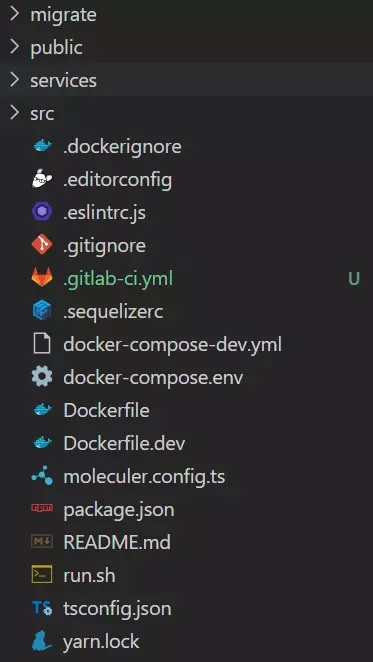 migrate
public
services
src
.dockerignore
.editorconfig
.eslintrc.js
.gitignore
.gitlab-ci.yml U
.sequelizerc
docker-compose-dev.yml
docker-compose.env
Dockerfile
Dockerfile.dev
moleculer.config.ts
package.json
README.md
run.sh
TS tsconfig.json
yarn.lock